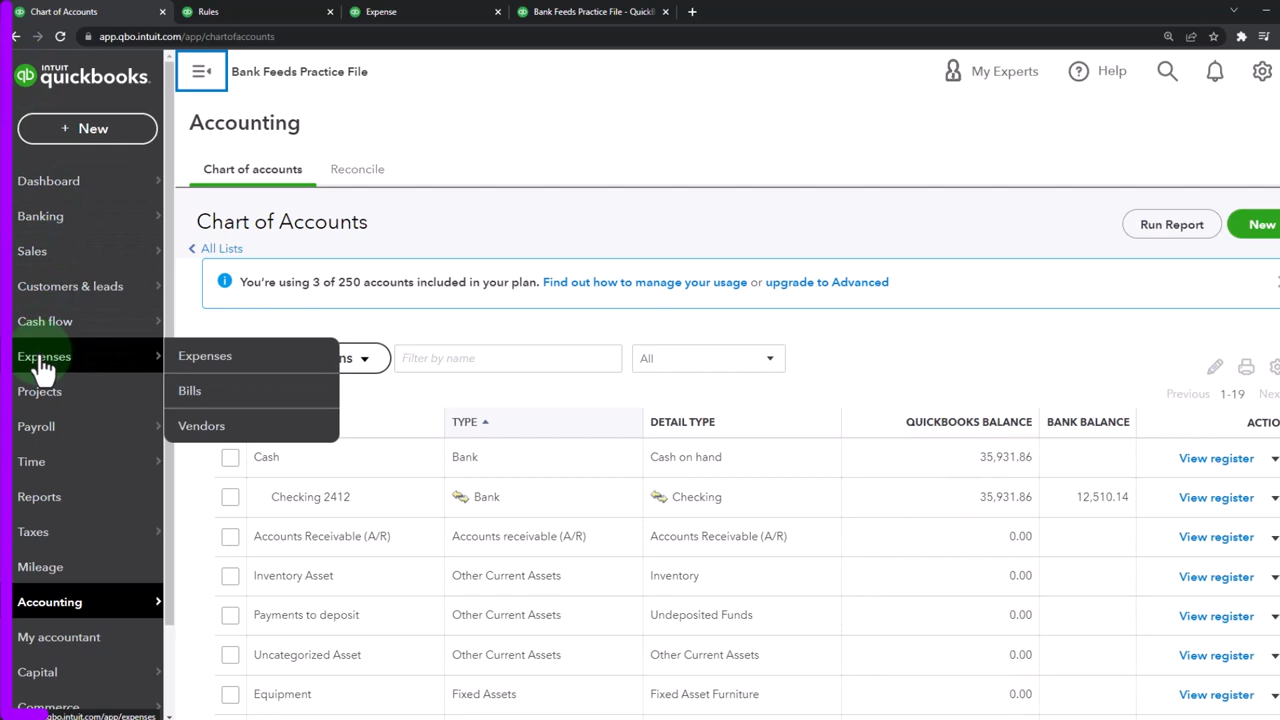 Chart of Accounts
Rules
Expense
Bank Feeds Practice File - QuickB
app.qbo.intuit.com/app/chartofaccounts
INTUIT
quickbooks.
Bank Feeds Practice File
My Experts
Help
+ New
Accounting
Dashboard
Banking
Sales
Customers & leads
Cash flow
Expenses
Projects
Payroll
Time
Reports
Taxes
Mileage
Accounting
My accountant
Capital
Commerce
Expenses
Bills
Vendors
Chart of accounts
Reconcile
Chart of Accounts
All Lists
Run Report
New
You're using 3 of 250 accounts included in your plan. Find out how to manage your usage or upgrade to Advanced
ns
Filter by name
All
Previous 1-19 Nex
TYPE DETAIL TYPE QUICKBOOKS BALANCE BANK BALANCE ACTIO
Cash Bank Cash on hand 35,931.86 View register
Checking 2412 Bank Checking 35,931.86 12,510.14 View register
Accounts Receivable (A/R) Accounts receivable (A/R) Accounts Receivable (A/R) 0.00 View register
Inventory Asset Other Current Assets Inventory 0.00 View register
Payments to deposit Other Current Assets Undeposited Funds 0.00 View register
Uncategorized Asset Other Current Assets Other Current Assets 0.00 View register
Equipment Fixed Assets Fixed Asset Furniture 0.00 View register
qbo.intuit.com/app/expenses